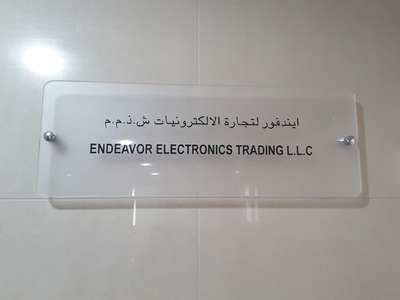 ايندفور لتجارة الالكترونيات ش.ذ.م.م
ENDEAVOR ELECTRONICS TRADING L.L.C